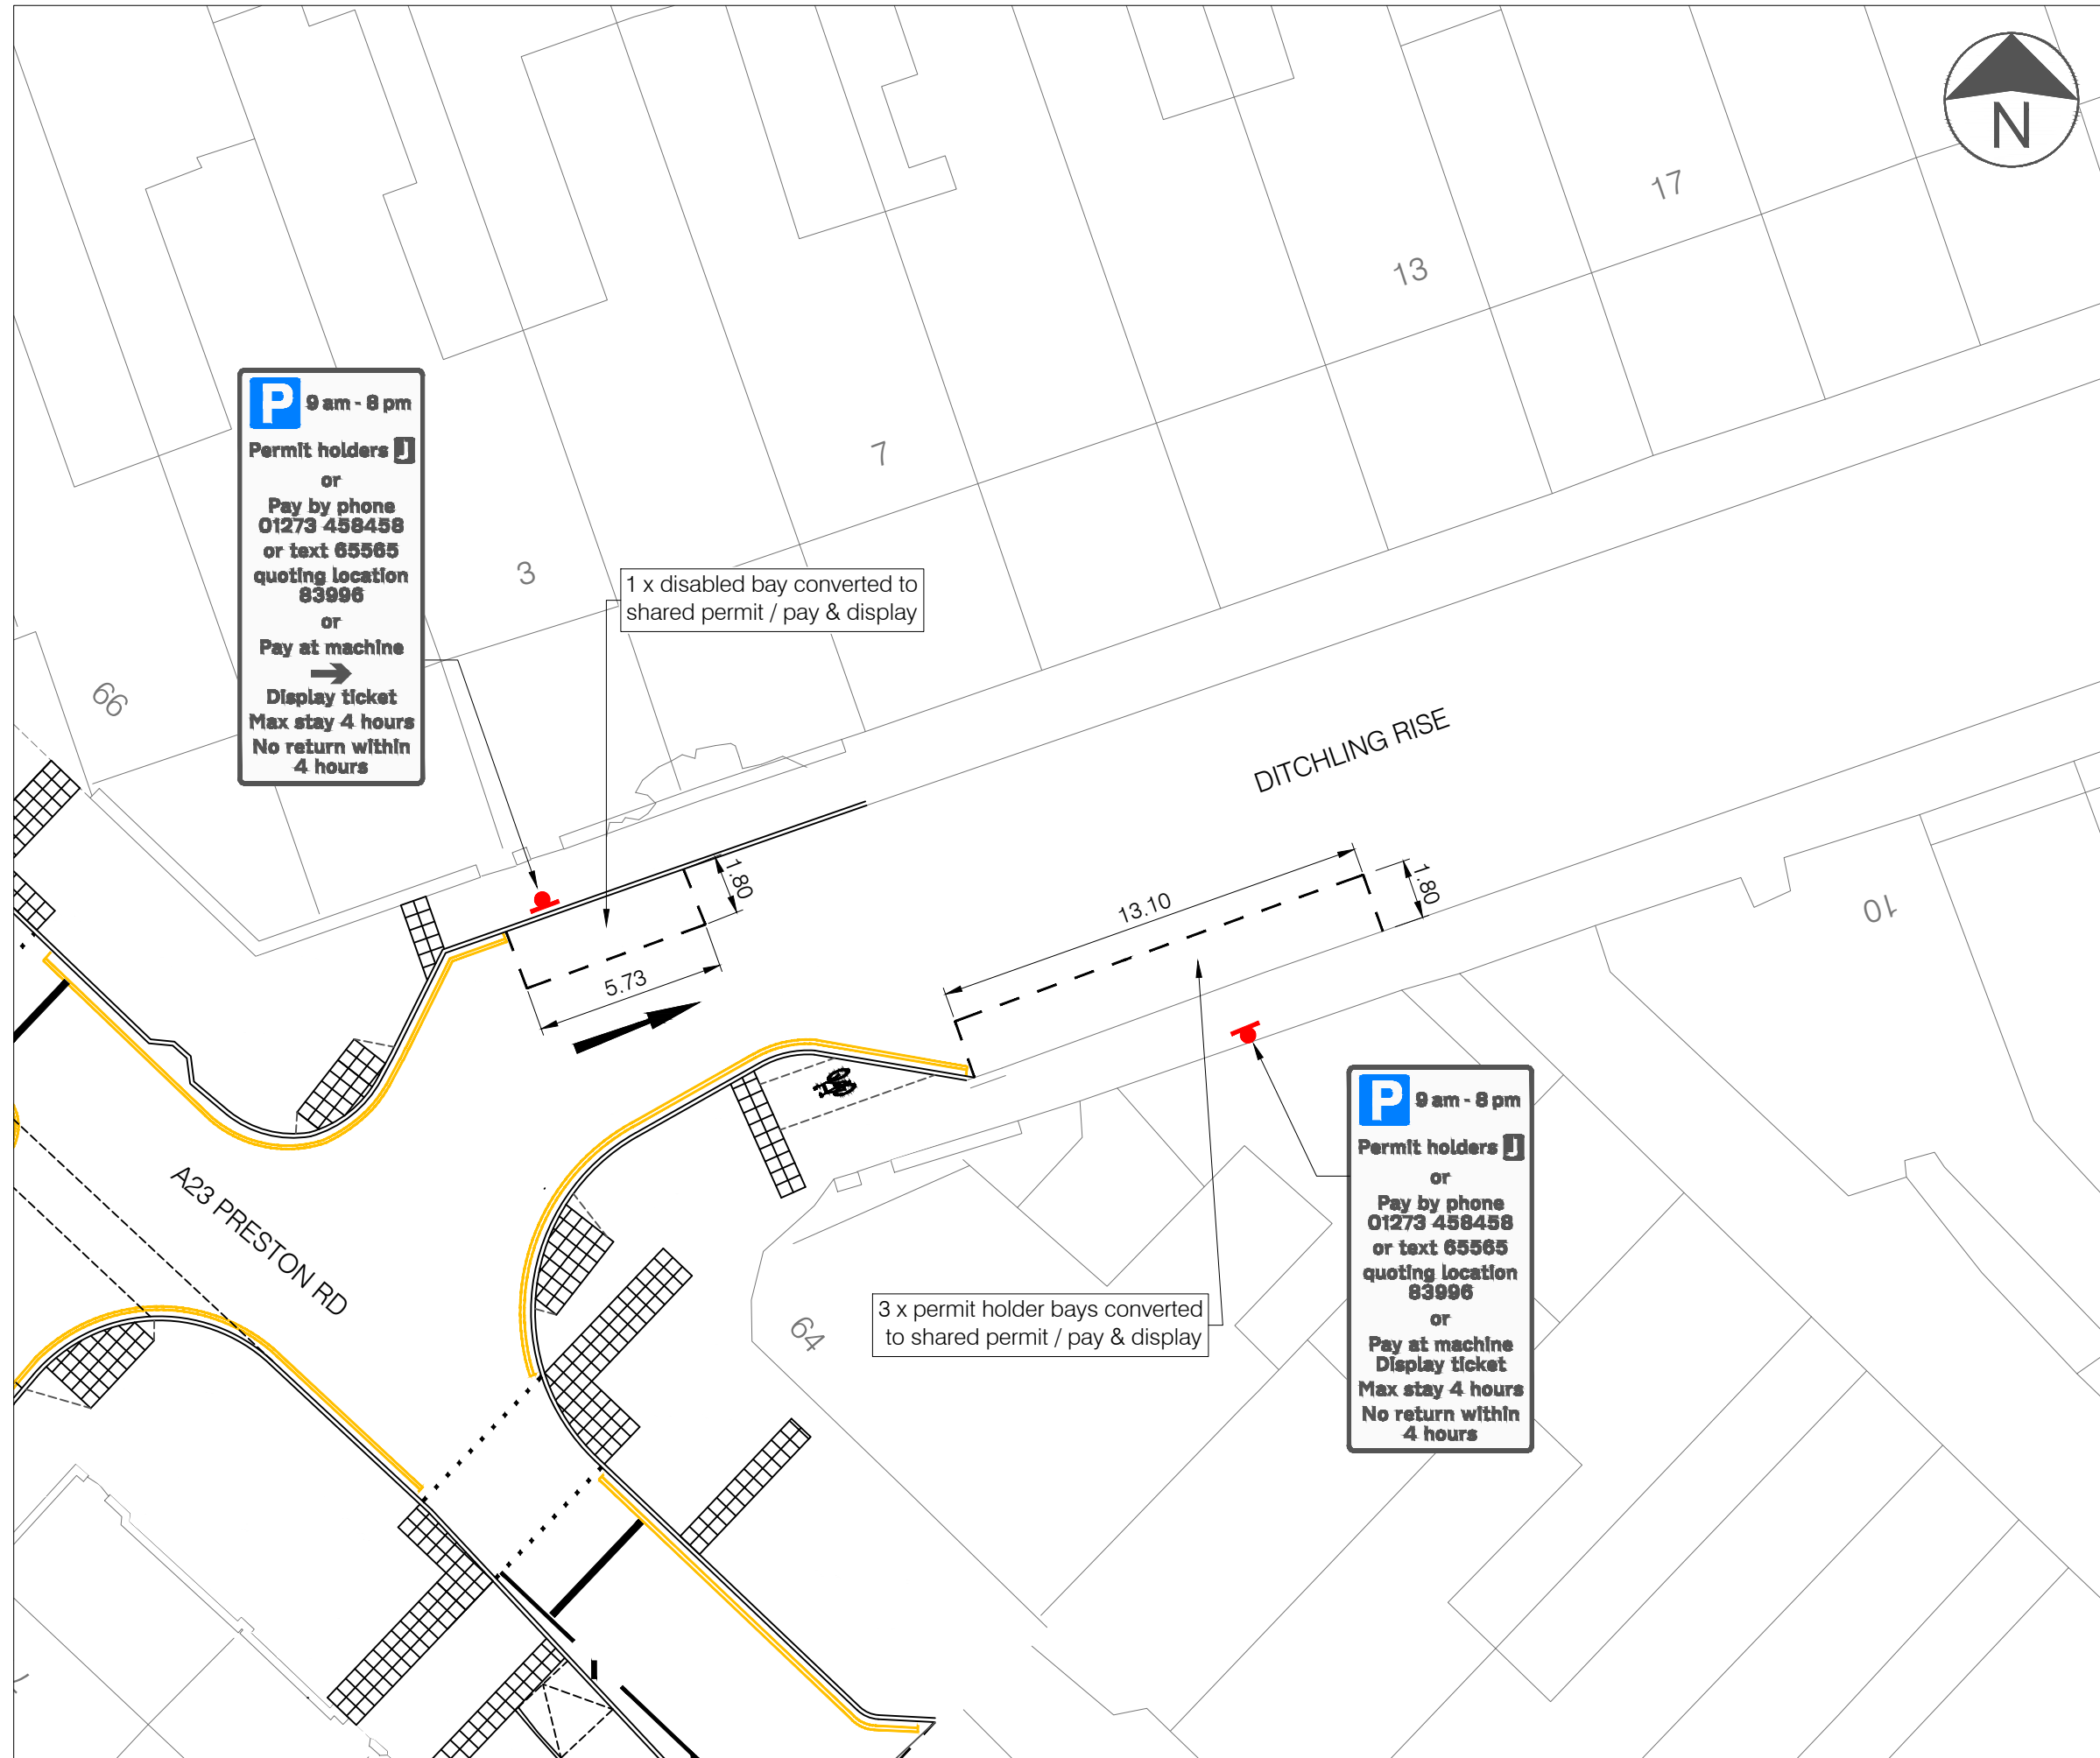 N
17
13
7
3
66
P 9 am - 8 pm
Permit holders J
or
Pay by phone
01273 458458
or text 65565
quoting location
83996
or
Pay at machine
Display ticket
Max stay 4 hours
No return within
4 hours
1 x disabled bay converted to
shared permit / pay & display
DITCHLING RISE
1.80
5.73
13.10
1.80
10
A23 PRESTON RD
64
3 x permit holder bays converted
to shared permit / pay & display
P 9 am - 8 pm
Permit holders J
or
Pay by phone
01273 458458
or text 65565
quoting location
83996
or
Pay at machine
Display ticket
Max stay 4 hours
No return within
4 hours